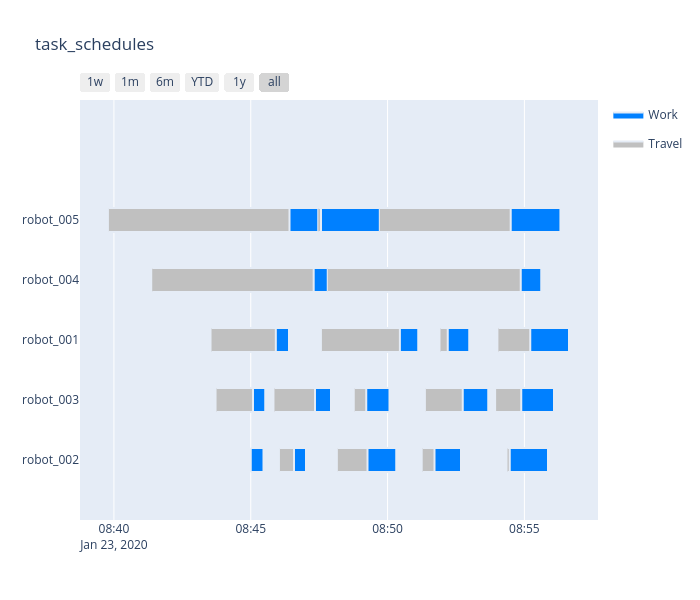 task_schedules
1w 1m 6m YTD 1y all
Work
Travel
robot_005
robot_004
robot_001
robot_003
robot_002
08:40 08:45 08:50 08:55
Jan 23, 2020